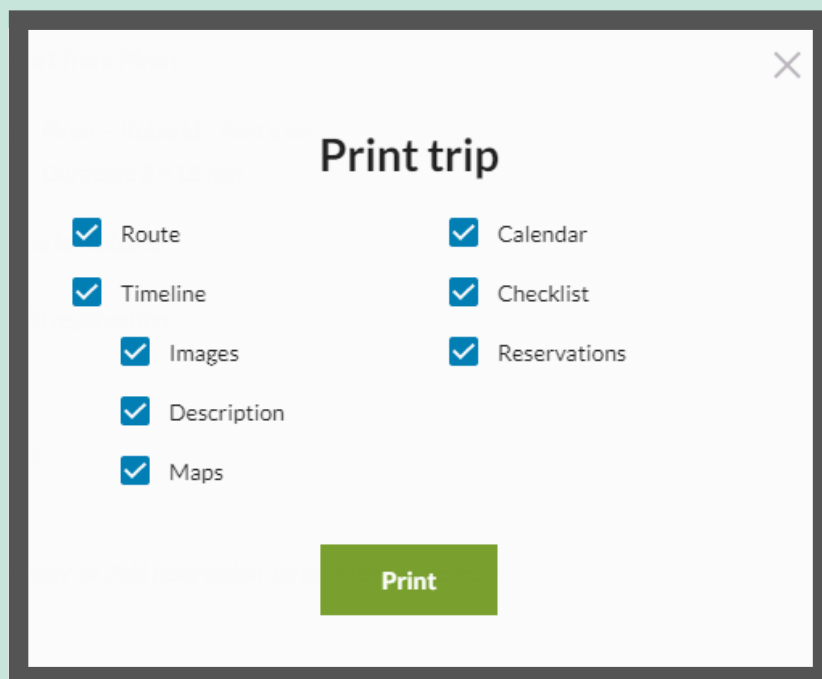 Print trip
Route
Timeline
Images
Description
Maps
Calendar
Checklist
Reservations
Print